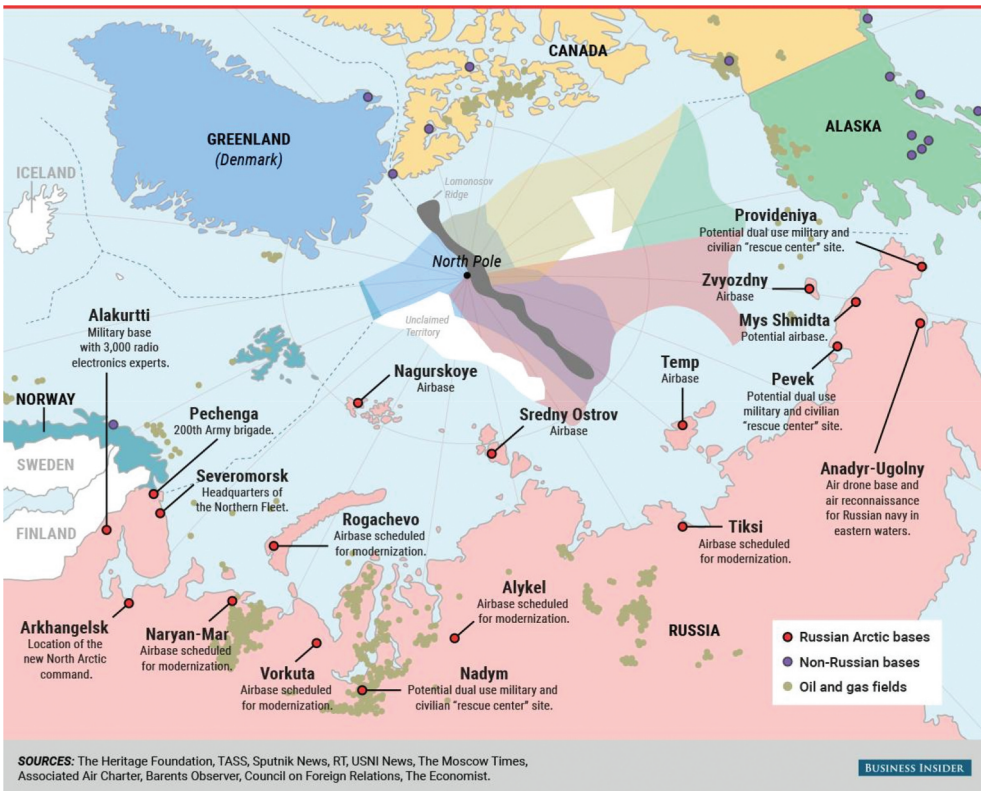 CANADA
GREENLAND
(Denmark)
ALASKA
ICELAND
Lomonosov
Ridge
North Pole
Provideniya
Potential dual use military and
civilian "rescue center" site.
Zvyozdny
Airbase
Mys Shmidta
Potential airbase.
Unclaimed
Territory
Alakurtti
Military base
with 3,000 radio
electronics experts.
Nagurskoye
Airbase
Temp
Airbase
Pevek
Potential dual use
military and civilian
"rescue center" site.
NORWAY
Pechenga
200th Army brigade.
Sredny Ostrov
Airbase
SWEDEN
Severomorsk
Headquarters of
the Northern Fleet.
Anadyr-Ugolny
Air drone base and
air reconnaissance
for Russian navy in
eastern waters.
FINLAND
Rogachevo
Airbase scheduled
for modernization.
Tiksi
Airbase scheduled
for modernization.
Alykel
Airbase scheduled
for modernization.
Arkhangelsk
Location of the
new North Arctic
command.
Naryan-Mar
Airbase scheduled
for modernization.
RUSSIA
Vorkuta
Airbase scheduled
for modernization.
Nadym
Potential dual use military and
civilian "rescue center" site.
Russian Arctic bases
Non-Russian bases
Oil and gas fields
SOURCES: The Heritage Foundation, TASS, Sputnik News, RT, USNI News, The Moscow Times,
Associated Air Charter, Barents Observer, Council on Foreign Relations, The Economist.
BUSINESS INSIDER